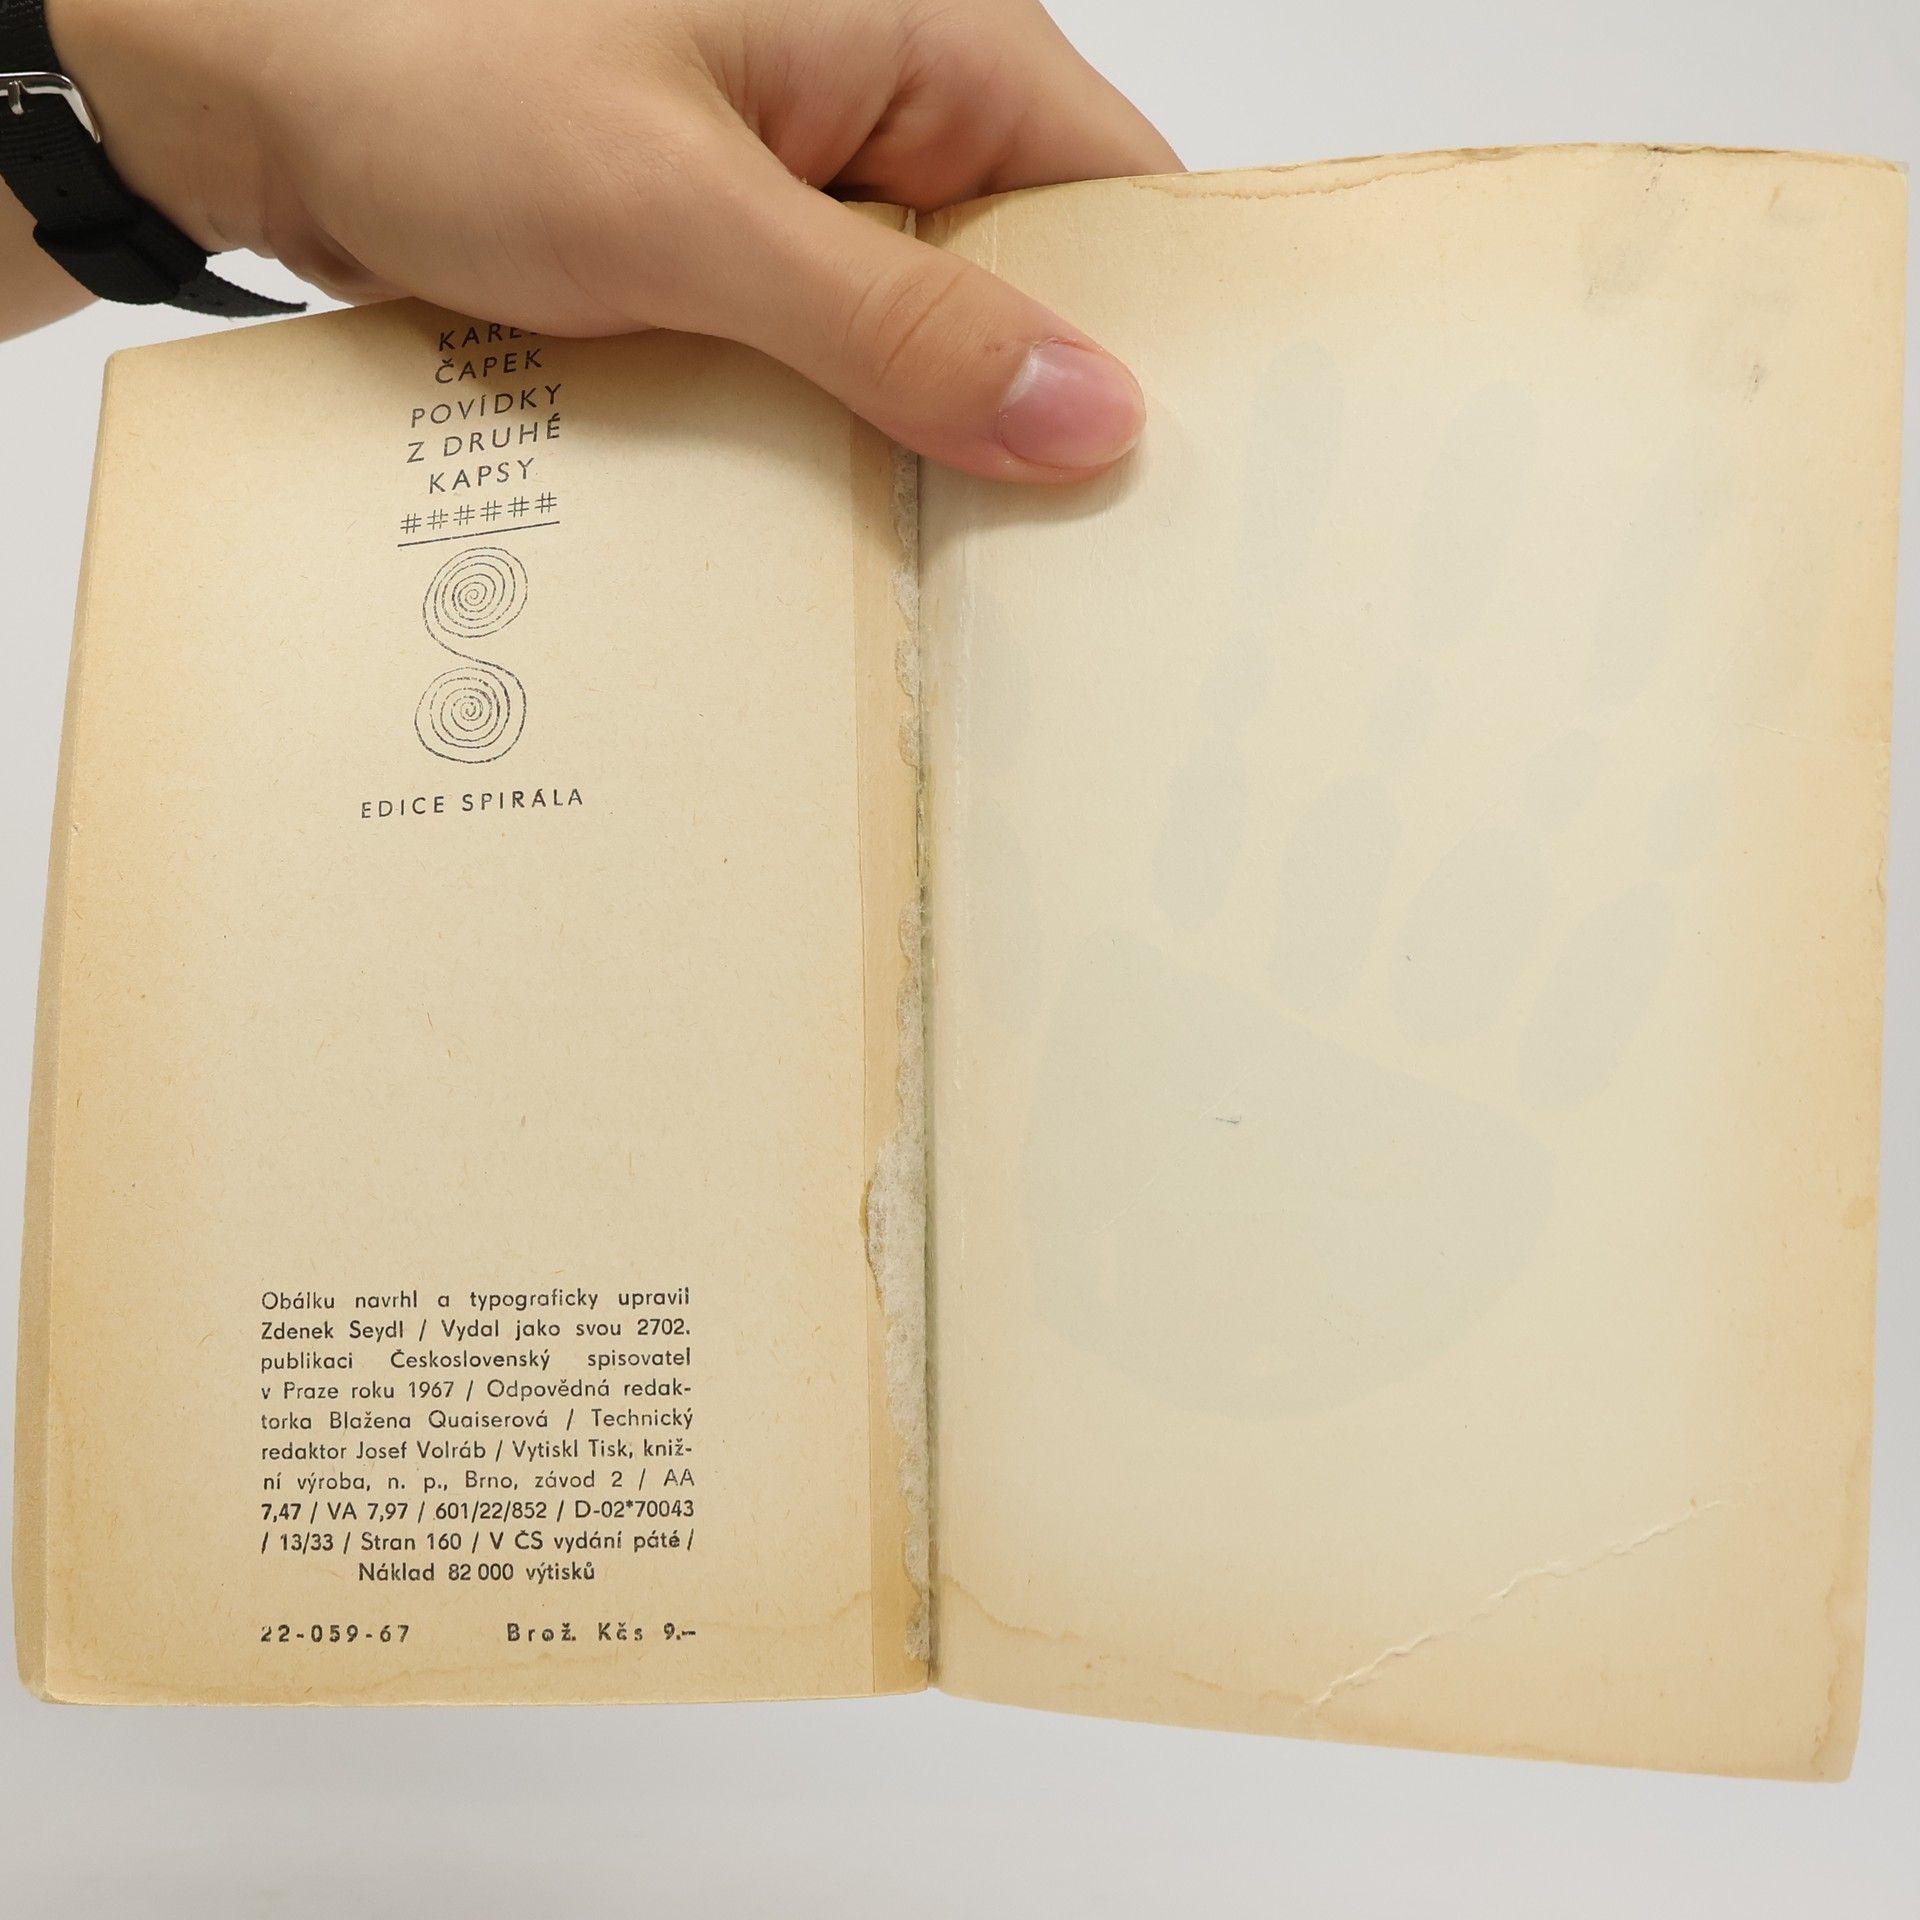 KAREL
ČAPEK
POVÍDKY
Z DRUHÉ
KAPSY
######
EDICE SPIRÁLA
Obálku navrhl a typograficky upravil
Zdenek Seydl / Vydal jako svou 2702.
publikaci Československý spisovatel
v Praze roku 1967 / Odpovědná redak-
torka Blažena Quaiserová / Technický
redaktor Josef Volráb / Vytiskl Tisk, kniž-
ní výroba, n. p., Brno, závod 2 / AA
7,47 / VA 7,97 / 601/22/852 / D-02*70043
/ 13/33 / Stran 160 / V ČS vydání páté /
Náklad 82 000 výtisků
22-059-67 Brož. Kčs 9.–